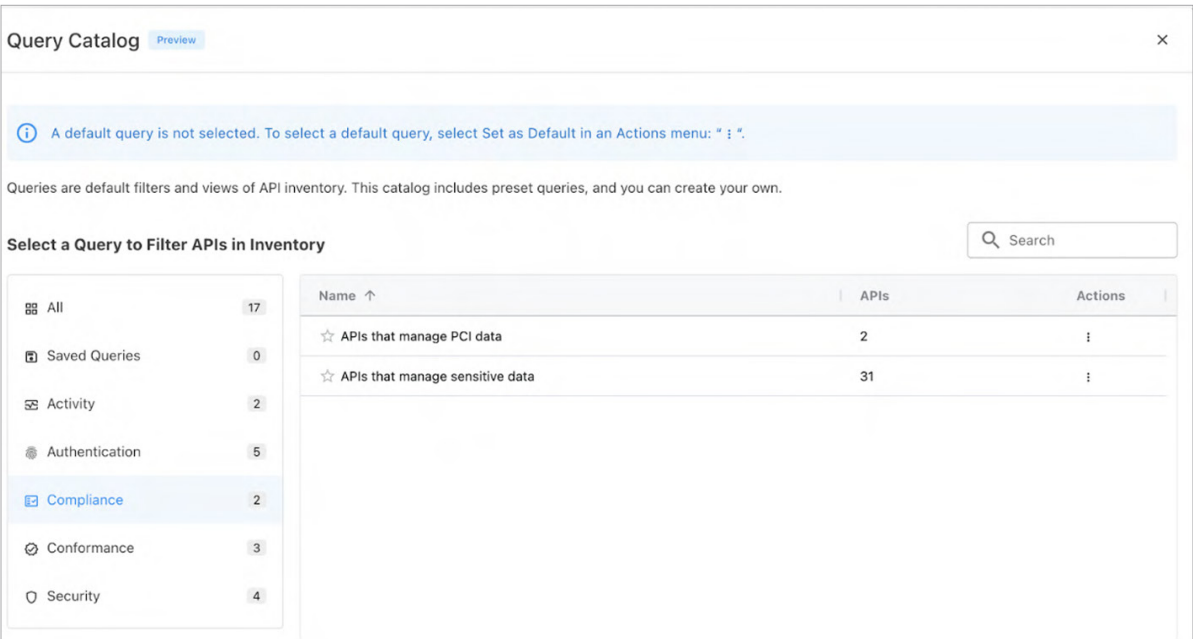 Query Catalog Preview
A default query is not selected. To select a default query, select Set as Default in an Actions menu: “ ⋮ “.
Queries are default filters and views of API inventory. This catalog includes preset queries, and you can create your own.
Select a Query to Filter APIs in Inventory
Search
All 17
Saved Queries 0
Activity 2
Authentication 5
Compliance 2
Conformance 3
Security 4
Name APIs Actions
APIs that manage PCI data 2
APIs that manage sensitive data 31